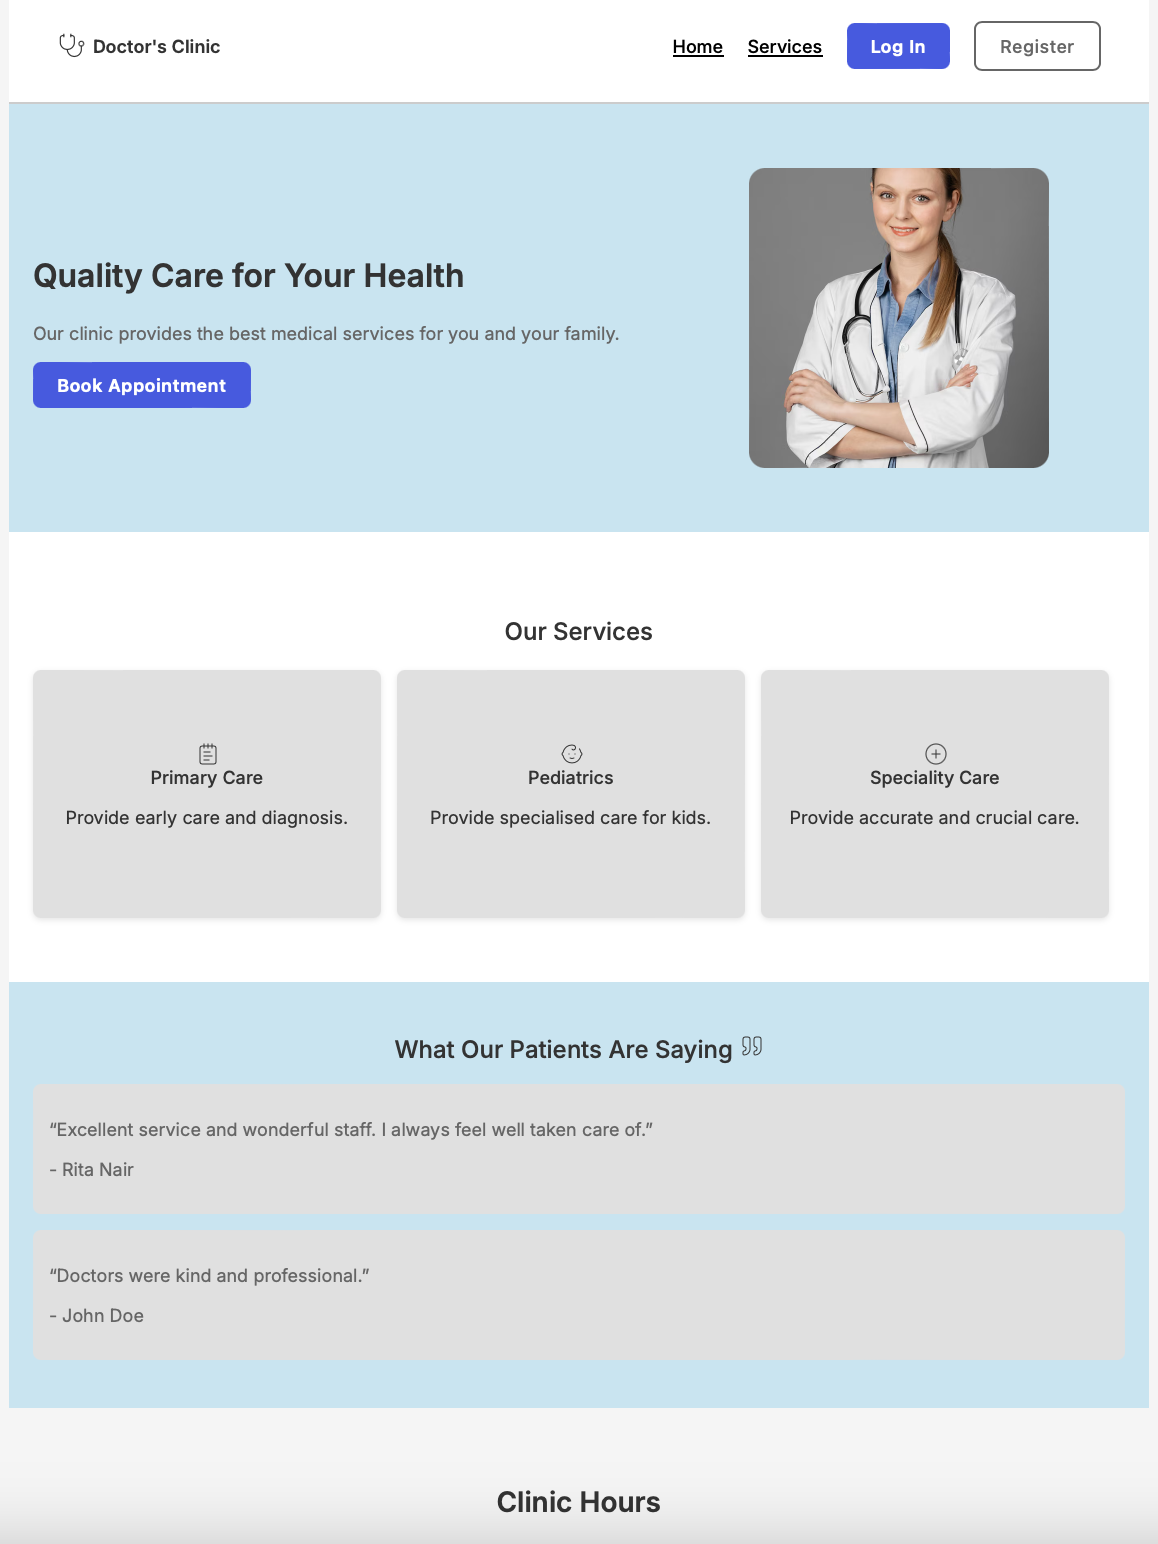 Doctor's Clinic
Home
Services
Log In
Register
Quality Care for Your Health
Our clinic provides the best medical services for you and your family.
Book Appointment
Our Services
Primary Care
Provide early care and diagnosis.
Pediatrics
Provide specialised care for kids.
Speciality Care
Provide accurate and crucial care.
What Our Patients Are Saying
“Excellent service and wonderful staff. I always feel well taken care of.”
- Rita Nair
“Doctors were kind and professional.”
- John Doe
Clinic Hours